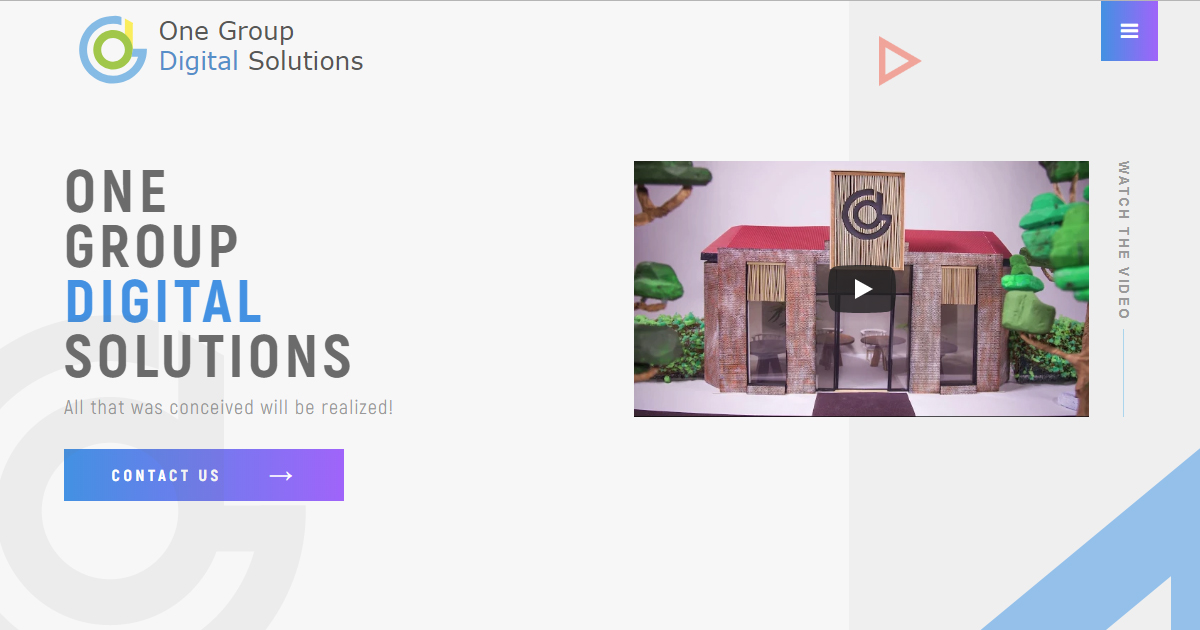 One Group
Digital Solutions
ONE
GROUP
DIGITAL
SOLUTIONS
All that was conceived will be realized!
CONTACT US
WATCH THE VIDEO